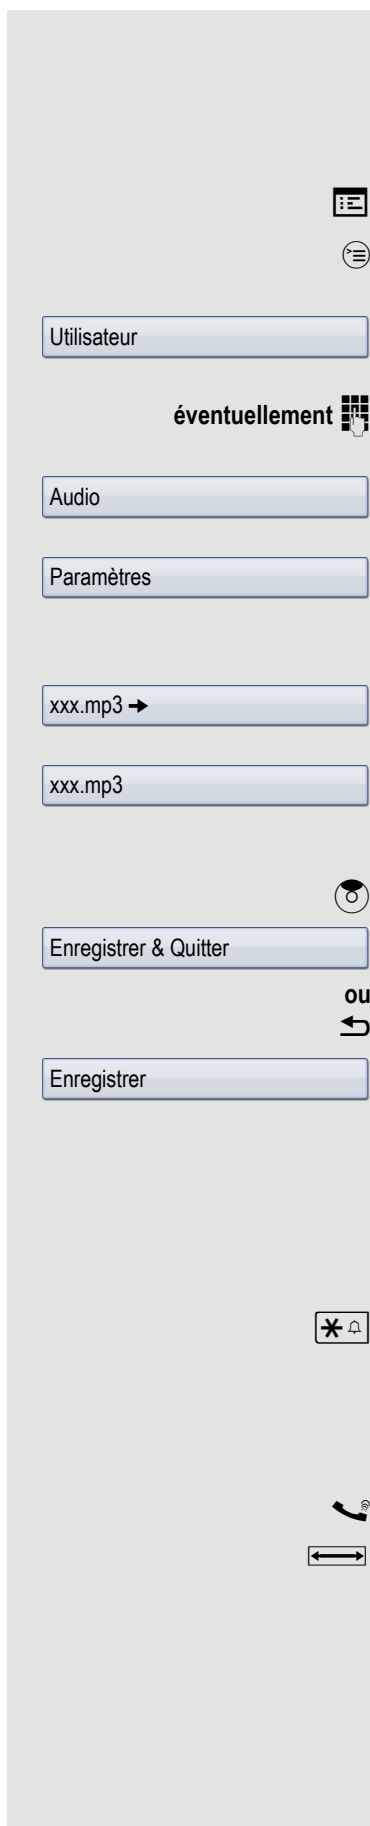 Utilisateur
éventuellement
Audio
Paramètres
xxx.mp3 →
xxx.mp3
Enregistrer & Quitter
ou
Enregistrer